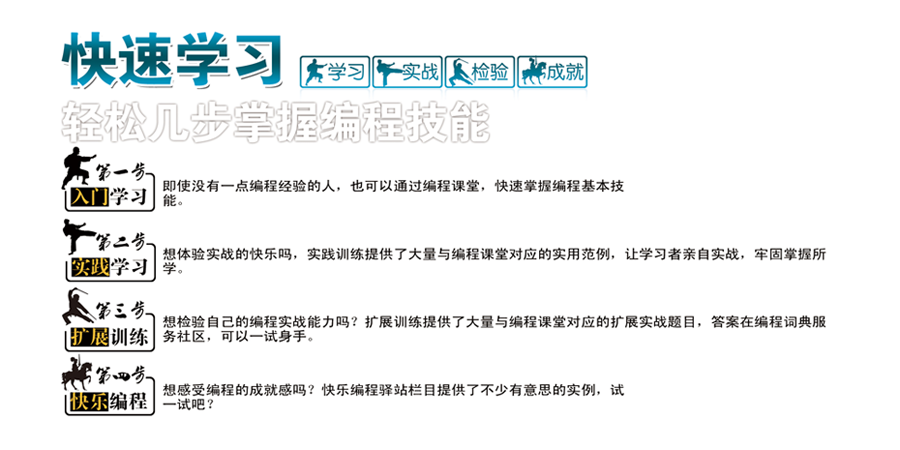 快速学习
学习 实战 检验 成就
轻松几步掌握编程技能
第一步
入门学习
即使没有一点编程经验的人，也可以通过编程课堂，快速掌握编程基本技
能。
第二步
实践学习
想体验实战的快乐吗，实践训练提供了大量与编程课堂对应的实用范例，让学习者亲自实战，牢固掌握所
学。
第三步
扩展训练
想检验自己的编程实战能力吗？扩展训练提供了大量与编程课堂对应的扩展实战题目，答案在编程词典服
务社区，可以一试身手。
第四步
快乐编程
想感受编程的成就感吗？快乐编程驿站栏目提供了不少有意思的实例，试
一试吧？